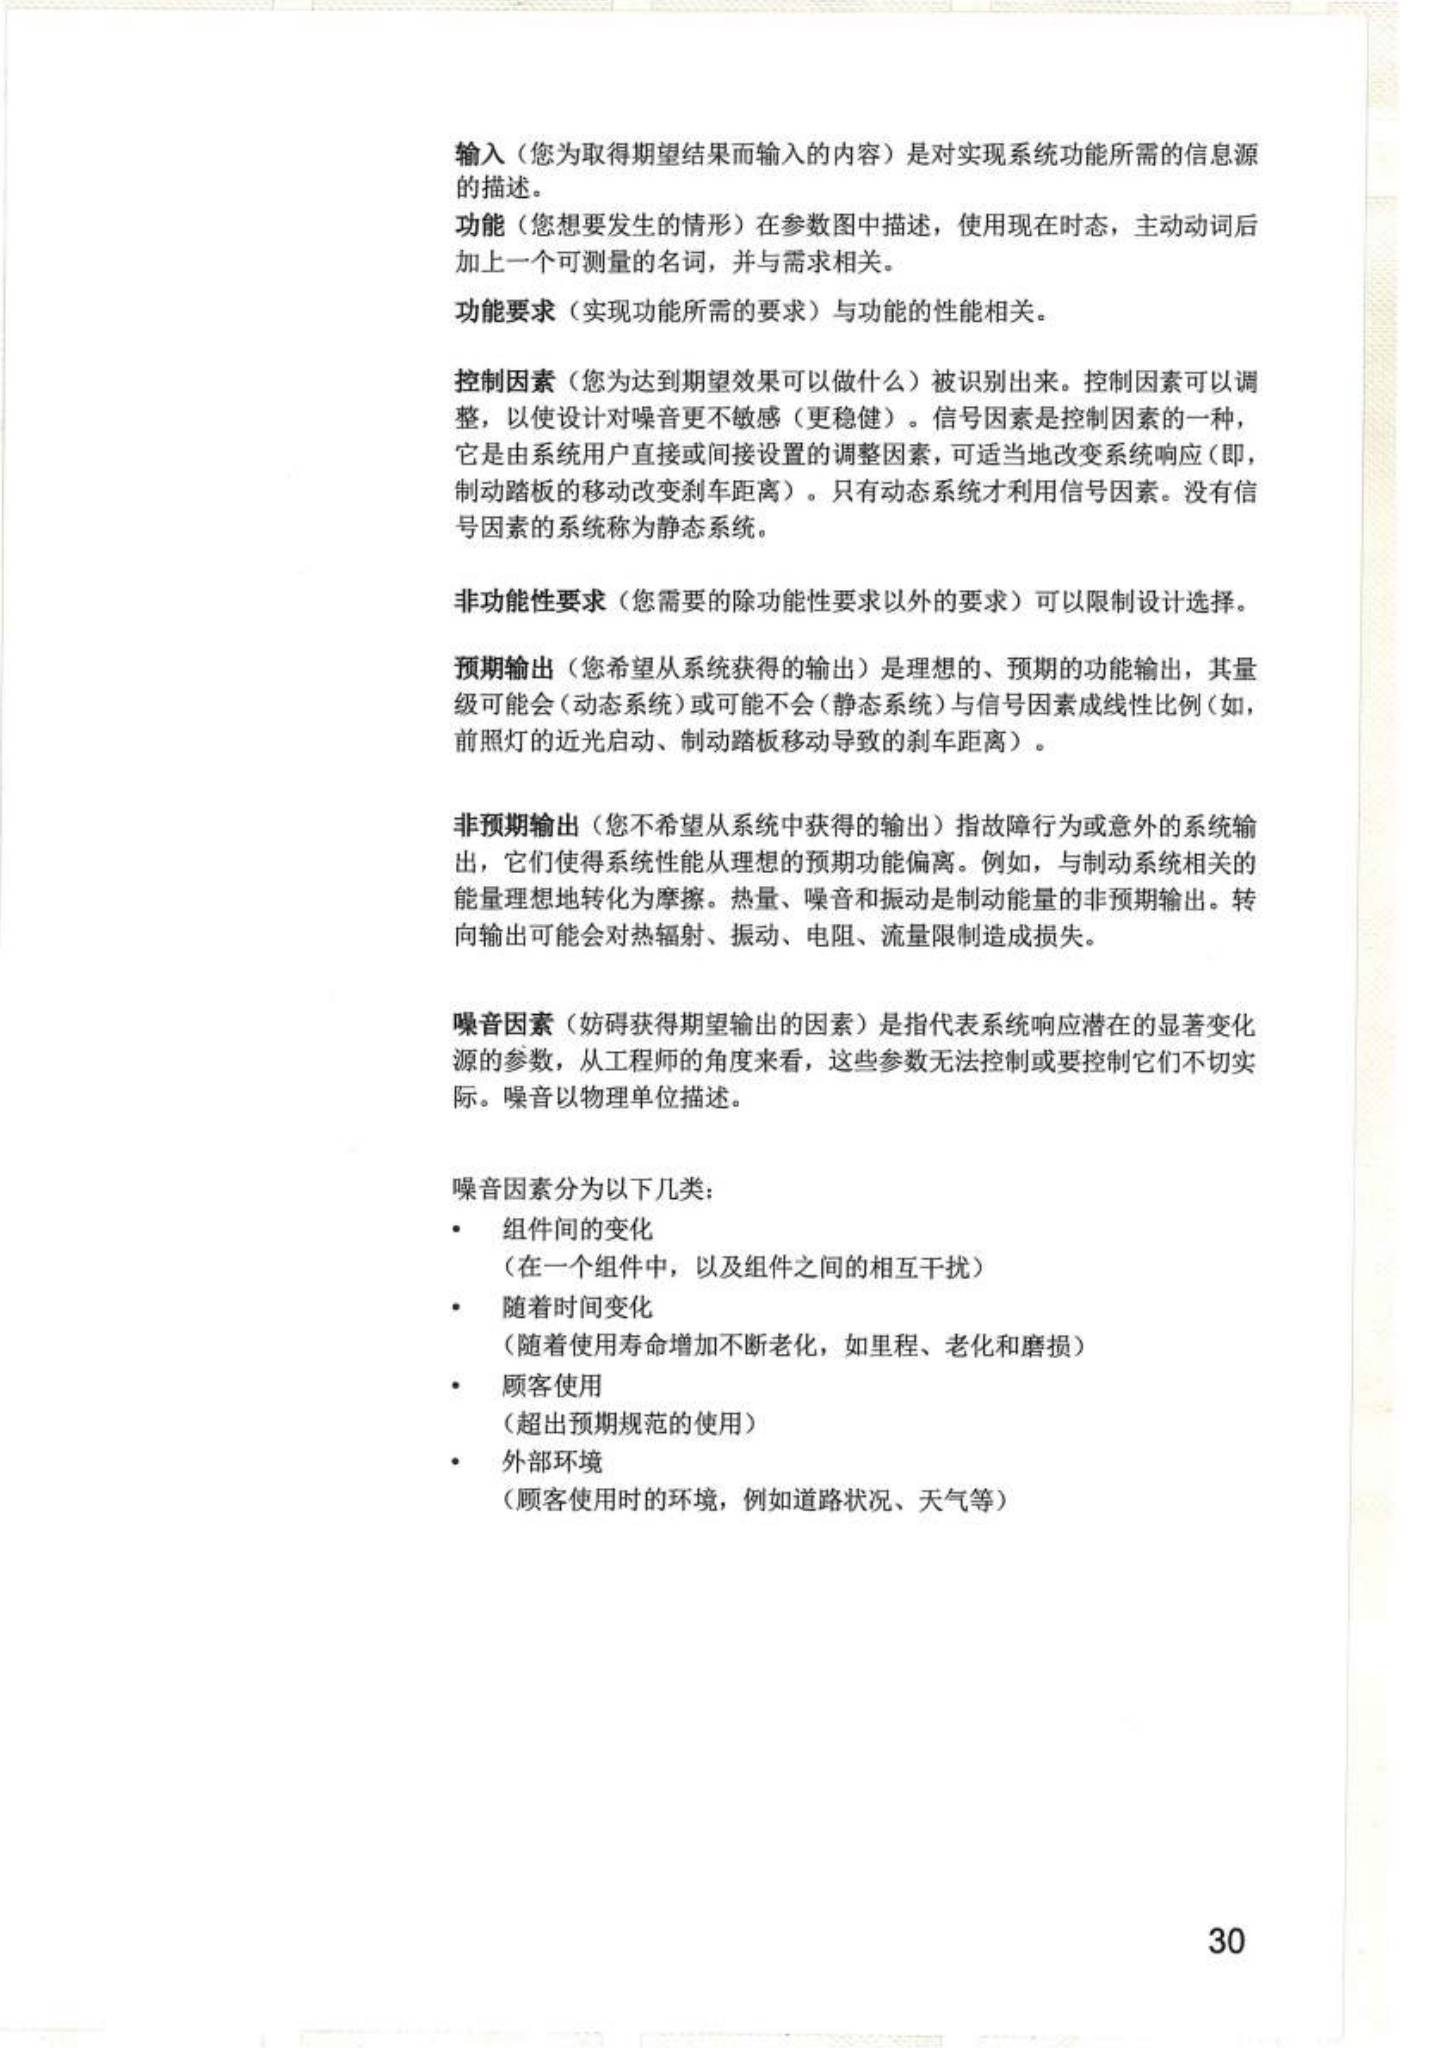 输入（您为取得期望结果而输入的内容）是对实现系统功能所需的信息源
的描述。
功能（您想要发生的情形）在参数图中描述，使用现在时态，主动动词后
加上一个可测量的名词，并与需求相关。
功能要求（实现功能所需的要求）与功能的性能相关。
控制因素（您为达到期望效果可以做什么）被识别出来。控制因素可以调
整，以使设计对噪音更不敏感（更稳健）。信号因素是控制因素的一种，
它是由系统用户直接或间接设置的调整因素，可适当地改变系统响应（即，
制动踏板的移动改变刹车距离）。只有动态系统才利用信号因素。没有信
号因素的系统称为静态系统。
非功能性要求（您需要的除功能性要求以外的要求）可以限制设计选择。
预期输出（您希望从系统获得的输出）是理想的、预期的功能输出，其量
级可能会（动态系统）或可能不会（静态系统）与信号因素成线性比例（如，
前照灯的近光启动、制动踏板移动导致的刹车距离）。
非预期输出（您不希望从系统中获得的输出）指故障行为或意外的系统输
出，它们使得系统性能从理想的预期功能偏离。例如，与制动系统相关的
能量理想地转化为摩擦。热量、噪音和振动是制动能量的非预期输出。转
向输出可能会对热辐射、振动、电阻、流量限制造成损失。
噪音因素（妨碍获得期望输出的因素）是指代表系统响应潜在的显著变化
源的参数，从工程师的角度来看，这些参数无法控制或要控制它们不切实
际。噪音以物理单位描述。
噪音因素分为以下几类：
• 组件间的变化
（在一个组件中，以及组件之间的相互干扰）
• 随着时间变化
（随着使用寿命增加不断老化，如里程、老化和磨损）
• 顾客使用
（超出预期规范的使用）
• 外部环境
（顾客使用时的环境，例如道路状况、天气等）
30